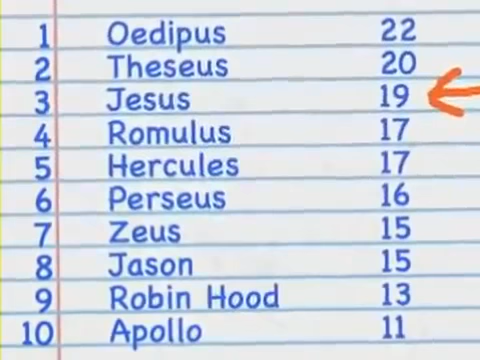 1 Oedipus 22
2 Theseus 20
3 Jesus 19
4 Romulus 17
5 Hercules 17
6 Perseus 16
7 Zeus 15
8 Jason 15
9 Robin Hood 13
10 Apollo 11